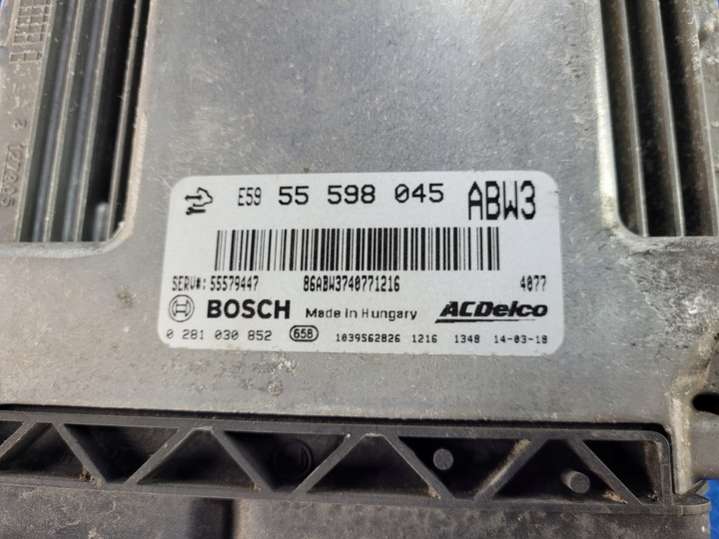 E59 55 598 045 ABW3
SERV#: 55579447 86ABW3740771216 4077
BOSCH Made in Hungary ACDelco
0 281 030 852 658 1039S62826 1216 1348 14-03-18